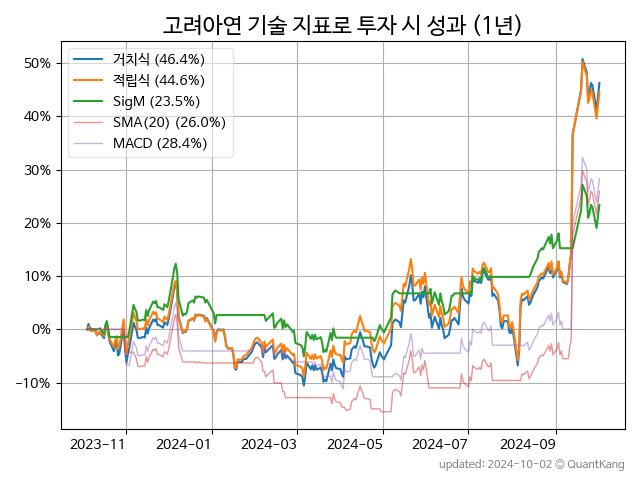 고려아연 기술 지표로 투자 시 성과 (1년)
거치식 (46.4%)
적립식 (44.6%)
SigM (23.5%)
SMA(20) (26.0%)
MACD (28.4%)
50%
40%
30%
20%
10%
0%
−10%
2023-11 2024-01 2024-03 2024-05 2024-07 2024-09
updated: 2024-10-02 © QuantKang